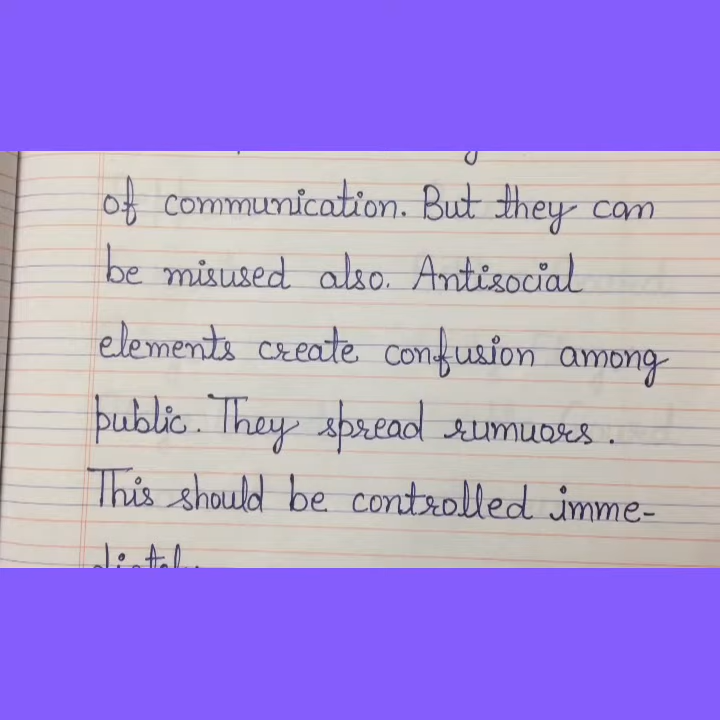 of communication. But they can
be misused also. Antisocial
elements create confusion among
public. They spread rumuors.
This should be controlled imme-